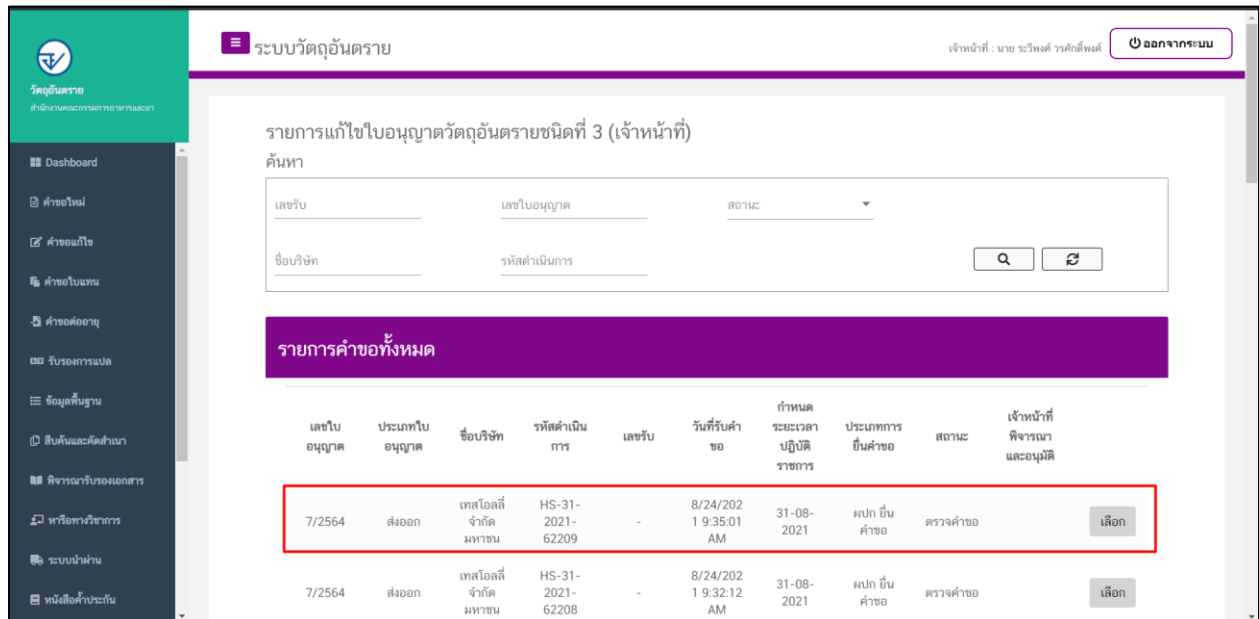 ระบบวัตถุอันตราย
เจ้าหน้าที่ : นาย ระวีพงศ์ วรศักดิ์พงศ์
ออกจากระบบ
วัตถุอันตราย
สำนักงานคณะกรรมการอาหารและยา
Dashboard
คำขอใหม่
คำขอแก้ไข
คำขอใบแทน
คำขอต่ออายุ
รับรองการแปล
ข้อมูลพื้นฐาน
สืบค้นและคัดสำเนา
พิจารณารับรองเอกสาร
หารือทางวิชาการ
ระบบนำผ่าน
หนังสือค้ำประกัน
รายการแก้ไขใบอนุญาตวัตถุอันตรายชนิดที่ 3 (เจ้าหน้าที่)
ค้นหา
เลขรับ เลขใบอนุญาต สถานะ
ชื่อบริษัท รหัสดำเนินการ
รายการคำขอทั้งหมด
เลขใบ
อนุญาต
ประเภทใบ
อนุญาต
ชื่อบริษัท
รหัสดำเนิน
การ
เลขรับ
วันที่รับคำ
ขอ
กำหนด
ระยะเวลา
ปฏิบัติ
ราชการ
ประเภทการ
ยื่นคำขอ
สถานะ
เจ้าหน้าที่
พิจารณา
และอนุมัติ
7/2564
ส่งออก
เทสโอลลี่
จำกัด
มหาชน
HS-31-
2021-
62209
-
8/24/202
1 9:35:01
AM
31-08-
2021
ผปก ยื่น
คำขอ
ตรวจคำขอ
เลือก
7/2564
ส่งออก
เทสโอลลี่
จำกัด
มหาชน
HS-31-
2021-
62208
-
8/24/202
1 9:32:12
AM
31-08-
2021
ผปก ยื่น
คำขอ
ตรวจคำขอ
เลือก